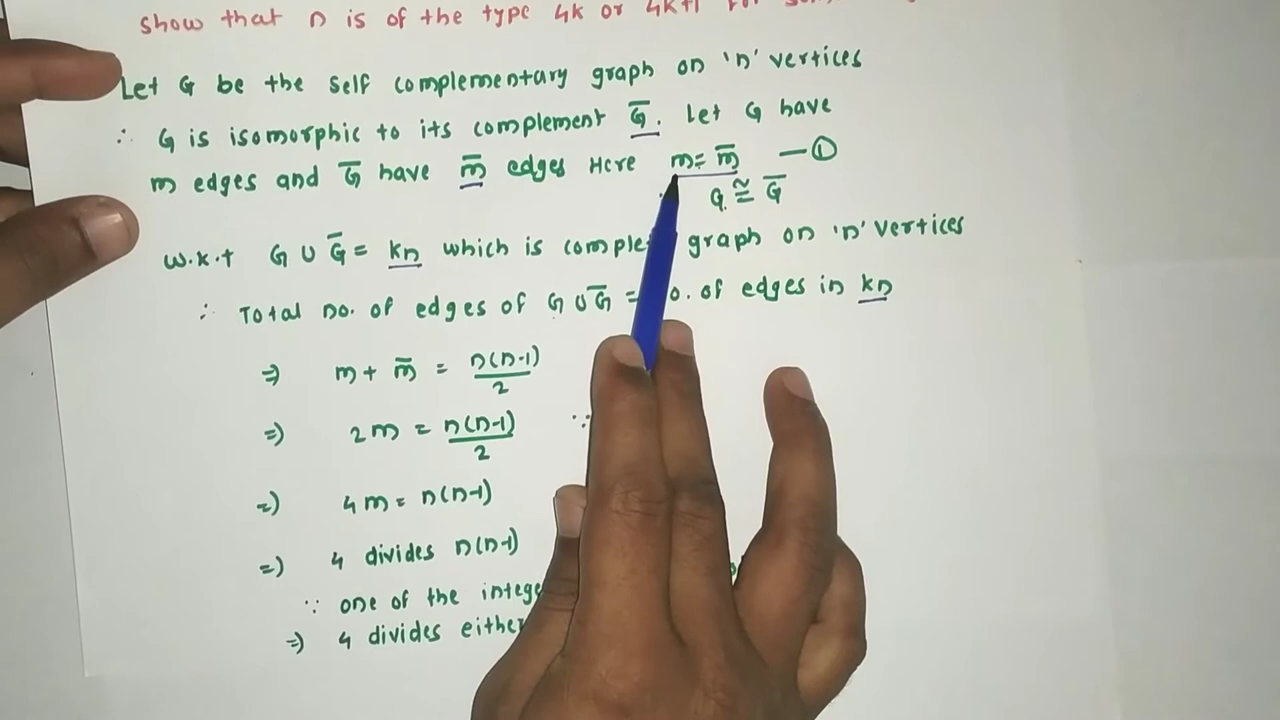 show that n is of the type 4k or 4k+1 for
Let G be the self complementary graph on 'n' vertices
∴ G is isomorphic to its complement G̅. Let G have
m edges and G̅ have m̅ edges Here m = m̅ —①
G ≅ G̅
w.k.t G ∪ G̅ = kn which is comple graph on 'n' vertices
∴ Total no. of edges of G ∪ G̅ = o. of edges in kn
⇒ m + m̅ = n(n-1)/2
⇒ 2m = n(n-1)/2 ∵
⇒ 4m = n(n-1)
⇒ 4 divides n(n-1)
∵ one of the intege
⇒ 4 divides either